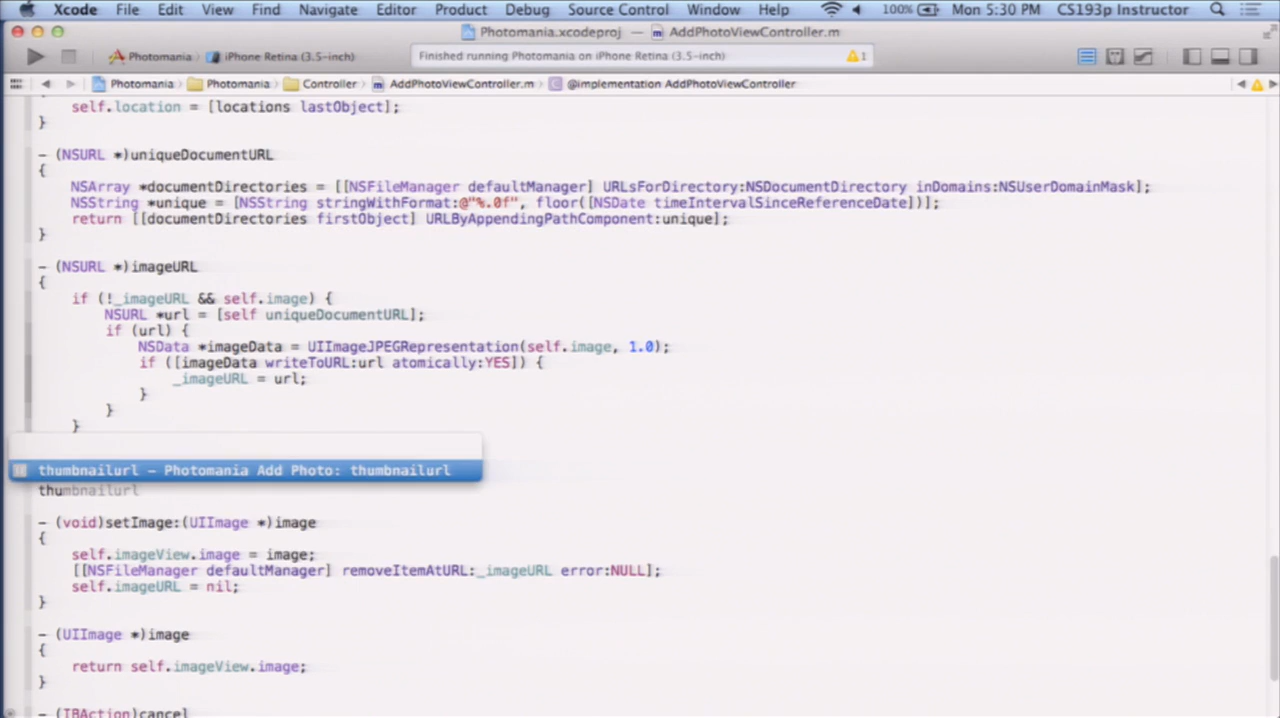 Xcode File Edit View Find Navigate Editor Product Debug Source Control Window Help 100% Mon 5:30 PM CS193p Instructor
Photomania.xcodeproj — AddPhotoViewController.m
Photomania iPhone Retina (3.5-inch) Finished running Photomania on iPhone Retina (3.5-inch) 1
Photomania Photomania Controller AddPhotoViewController.m @implementation AddPhotoViewController
self.location = [locations lastObject];
}
- (NSURL *)uniqueDocumentURL
{
NSArray *documentDirectories = [[NSFileManager defaultManager] URLsForDirectory:NSDocumentDirectory inDomains:NSUserDomainMask];
NSString *unique = [NSString stringWithFormat:@"%.0f", floor([NSDate timeIntervalSinceReferenceDate])];
return [[documentDirectories firstObject] URLByAppendingPathComponent:unique];
}
- (NSURL *)imageURL
{
if (!_imageURL && self.image) {
NSURL *url = [self uniqueDocumentURL];
if (url) {
NSData *imageData = UIImageJPEGRepresentation(self.image, 1.0);
if ([imageData writeToURL:url atomically:YES]) {
_imageURL = url;
}
}
}
thumbnailurl – Photomania Add Photo: thumbnailurl
thumbnailurl
- (void)setImage:(UIImage *)image
{
self.imageView.image = image;
[[NSFileManager defaultManager] removeItemAtURL:_imageURL error:NULL];
self.imageURL = nil;
}
- (UIImage *)image
{
return self.imageView.image;
}
- (IBAction)cancel